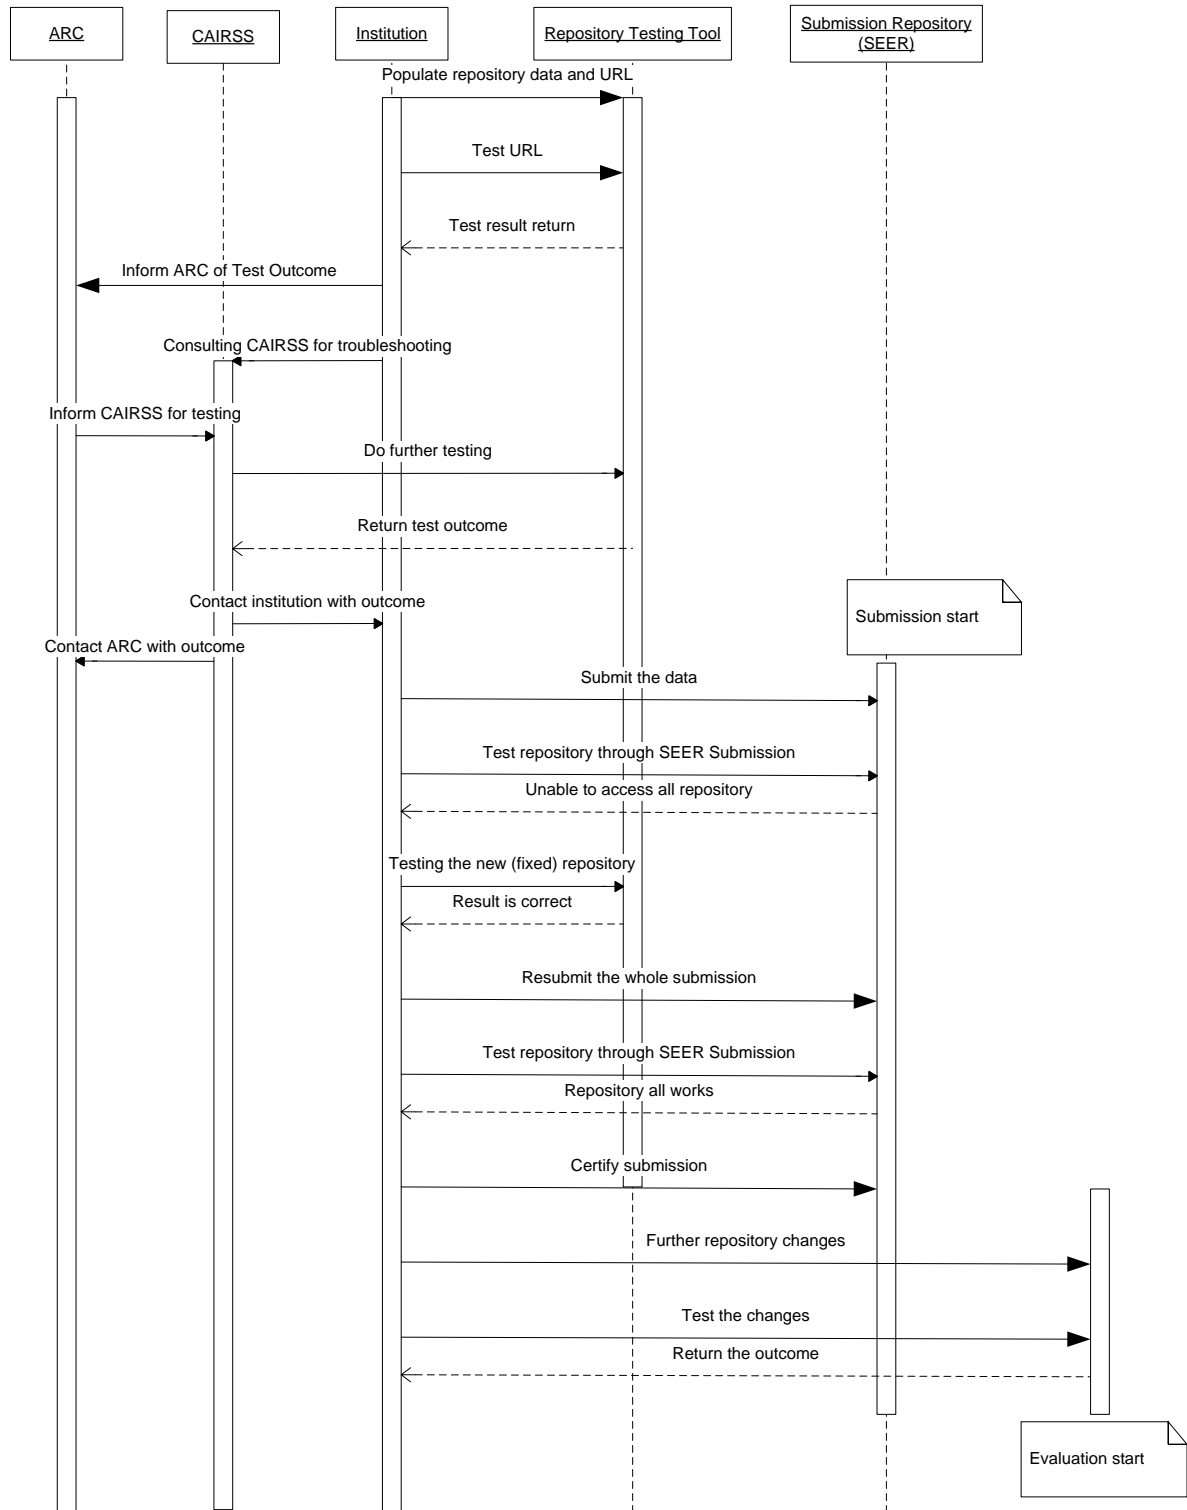 ARC
CAIRSS
Institution
Repository Testing Tool
Submission Repository
(SEER)
Populate repository data and URL
Test URL
Test result return
Inform ARC of Test Outcome
Consulting CAIRSS for troubleshooting
Inform CAIRSS for testing
Do further testing
Return test outcome
Contact institution with outcome
Submission start
Contact ARC with outcome
Submit the data
Test repository through SEER Submission
Unable to access all repository
Testing the new (fixed) repository
Result is correct
Resubmit the whole submission
Test repository through SEER Submission
Repository all works
Certify submission
Further repository changes
Test the changes
Return the outcome
Evaluation start